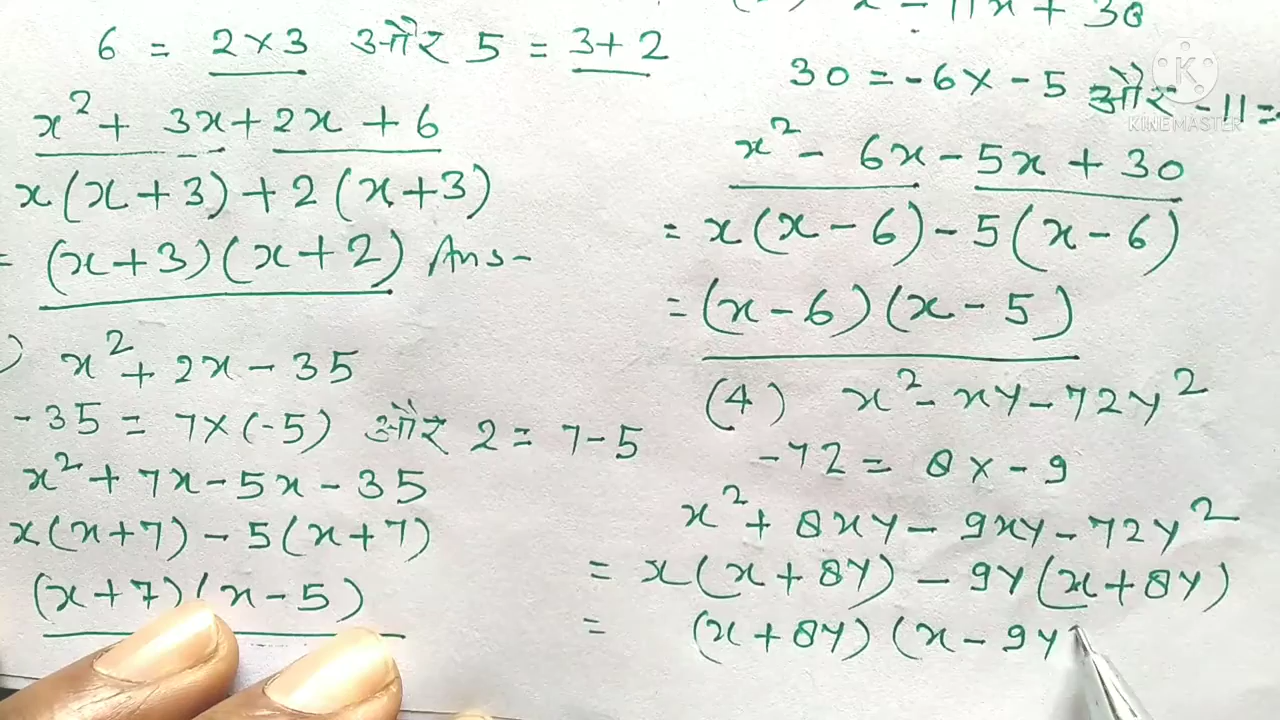 6 = 2×3 और 5 = 3+2
x² + 3x + 2x + 6
x(x+3) + 2(x+3)
= (x+3)(x+2) Ans-
) x² + 2x - 35
-35 = 7×(-5) और 2 = 7-5
x² + 7x - 5x - 35
x(x+7) - 5(x+7)
(x+7)(x-5)
x - 11x + 30
30 = -6×-5 और -11 =
KINEMASTER
x² - 6x - 5x + 30
= x(x-6) - 5(x-6)
= (x-6)(x-5)
(4) x² - xy - 72y²
-72 = 8×-9
x² + 8xy - 9xy - 72y²
= x(x+8y) - 9y(x+8y)
= (x+8y)(x-9y